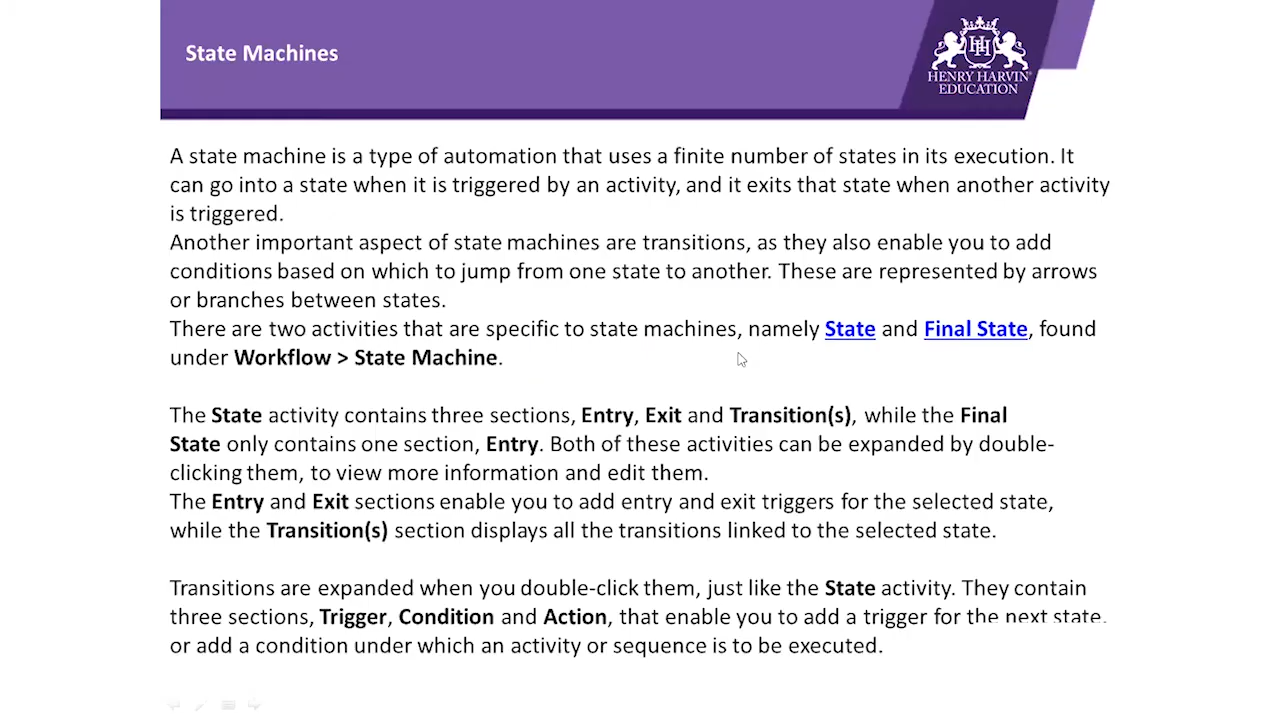 State Machines
HENRY HARVIN®
EDUCATION
A state machine is a type of automation that uses a finite number of states in its execution. It
can go into a state when it is triggered by an activity, and it exits that state when another activity
is triggered.
Another important aspect of state machines are transitions, as they also enable you to add
conditions based on which to jump from one state to another. These are represented by arrows
or branches between states.
There are two activities that are specific to state machines, namely State and Final State, found
under Workflow > State Machine.
The State activity contains three sections, Entry, Exit and Transition(s), while the Final
State only contains one section, Entry. Both of these activities can be expanded by double-
clicking them, to view more information and edit them.
The Entry and Exit sections enable you to add entry and exit triggers for the selected state,
while the Transition(s) section displays all the transitions linked to the selected state.
Transitions are expanded when you double-click them, just like the State activity. They contain
three sections, Trigger, Condition and Action, that enable you to add a trigger for the next state,
or add a condition under which an activity or sequence is to be executed.